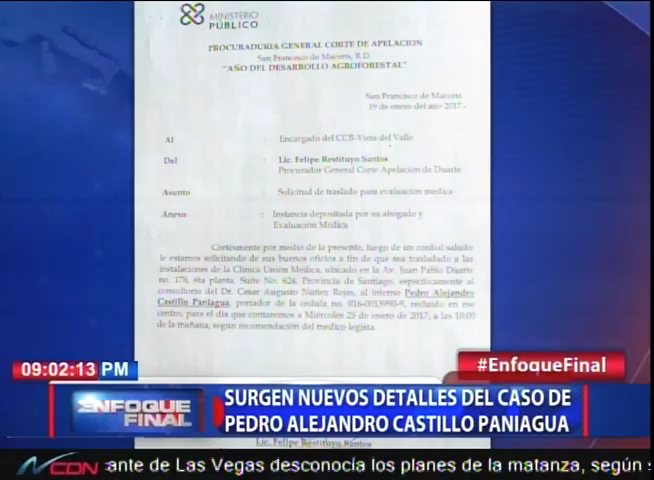 MINISTERIO
PÚBLICO
PROCURADURIA GENERAL CORTE DE APELACION
San Francisco de Macoris, R.D.
"AÑO DEL DESARROLLO AGROFORESTAL"
San Francisco de Macoris
19 de enero del año 2017.-
Al : Encargado del CCR-Vista del Valle
Del : Lic. Felipe Restituyo Santos
Procurador General Corte Apelación de Duarte
Asunto : Solicitud de traslado para evaluación medica
Anexo : Instancia depositada por su abogado y
Evaluación Médica
Cortésmente por medio de la presente, luego de un cordial saludo
le estamos solicitando de sus buenos oficios a fin de que sea trasladado a las
instalaciones de la Clínica Unión Medica, ubicado en la Av. Juan Pablo Duarte
no. 176, 6ta planta, Suite No. 624, Provincia de Santiago, específicamente al
consultorio del Dr. Cesar Augusto Núñez Rojas, al interno Pedro Alejandro
Castillo Paniagua, portador de la cedula no. recluido en ese
centro, para el día que contaremos a Miércoles 25 de enero de 2017, a las 10:00
de la mañana, según recomendación del medico legista.
#EnfoqueFinal
09:02:13 PM
ENFOQUE
FINAL
SURGEN NUEVOS DETALLES DEL CASO DE
PEDRO ALEJANDRO CASTILLO PANIAGUA
Lic. Felipe Restituyo Santos
NCDN ante de Las Vegas desconocía los planes de la matanza, según